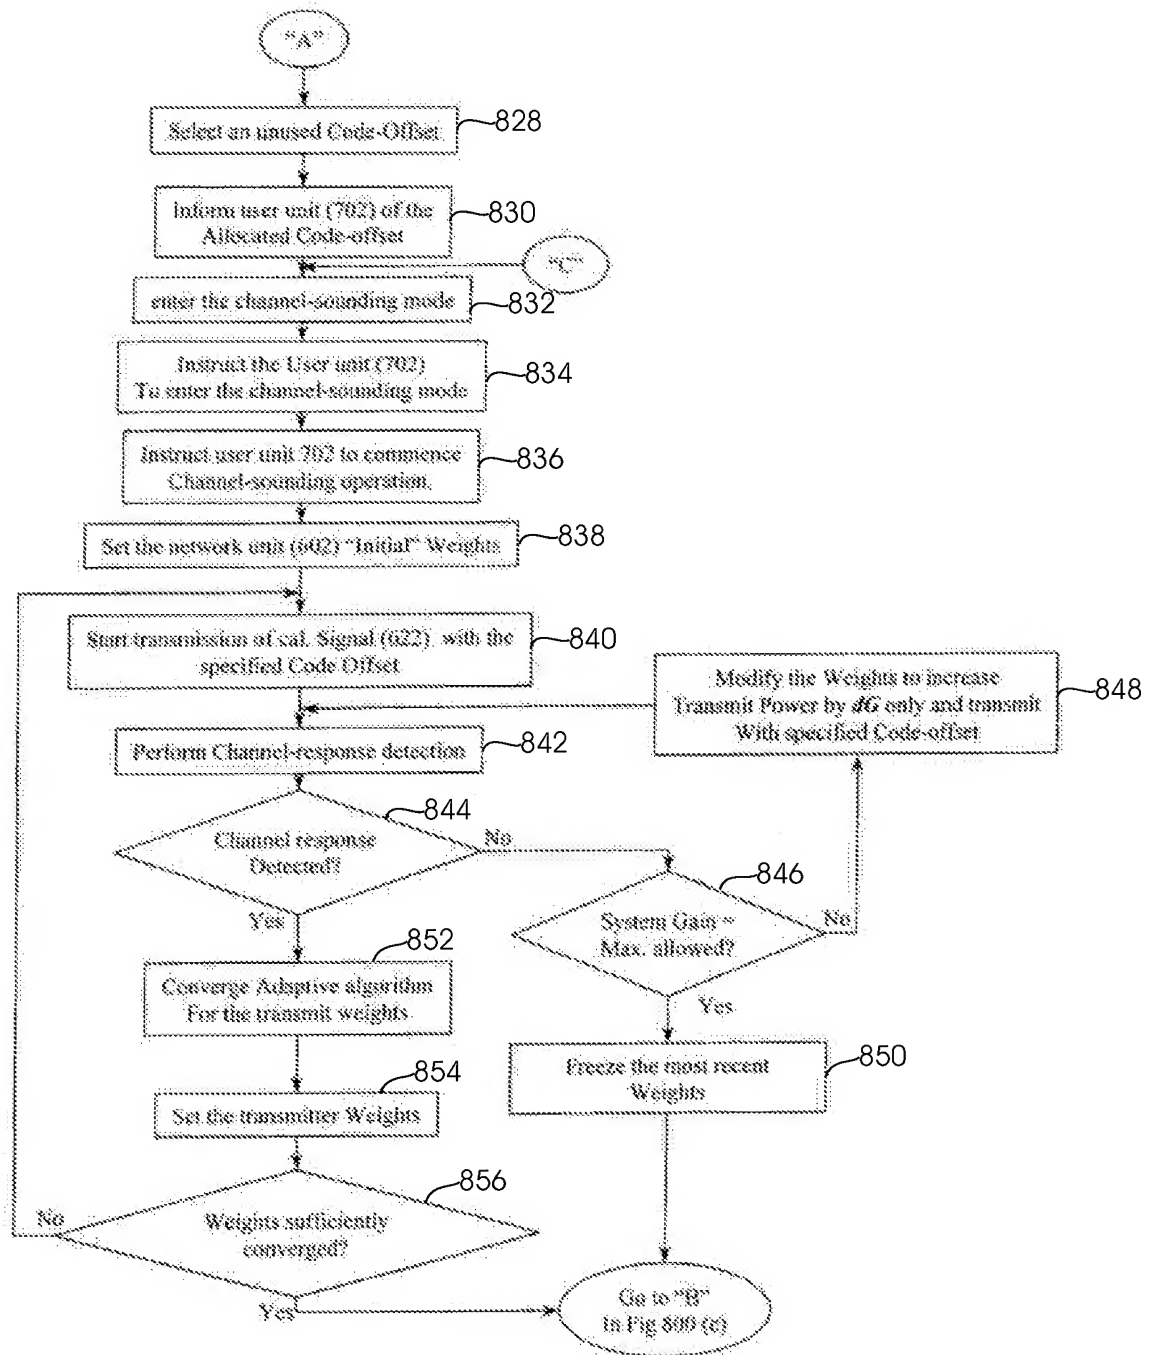 "A"
Select an unused Code-Offset
828
Inform user unit (702) of the
Allocated Code-offset
830
"C"
enter the channel-sounding mode
832
Instruct the User unit (702)
To enter the channel-sounding mode
834
Instruct user unit 702 to commence
Channel-sounding operation.
836
Set the network unit (602) "Initial" Weights
838
Start transmission of cal. Signal (622) with the
specified Code Offset
840
Modify the Weights to increase
Transmit Power by dG only and transmit
With specified Code-offset
848
Perform Channel-response detection
842
Channel response
Detected?
844
No
Yes
System Gain =
Max. allowed?
846
No
Yes
Converge Adaptive algorithm
For the transmit weights
852
Freeze the most recent
Weights
850
Set the transmitter Weights
854
Weights sufficiently
converged?
856
No
Yes
Go to "B"
In Fig 800 (c)